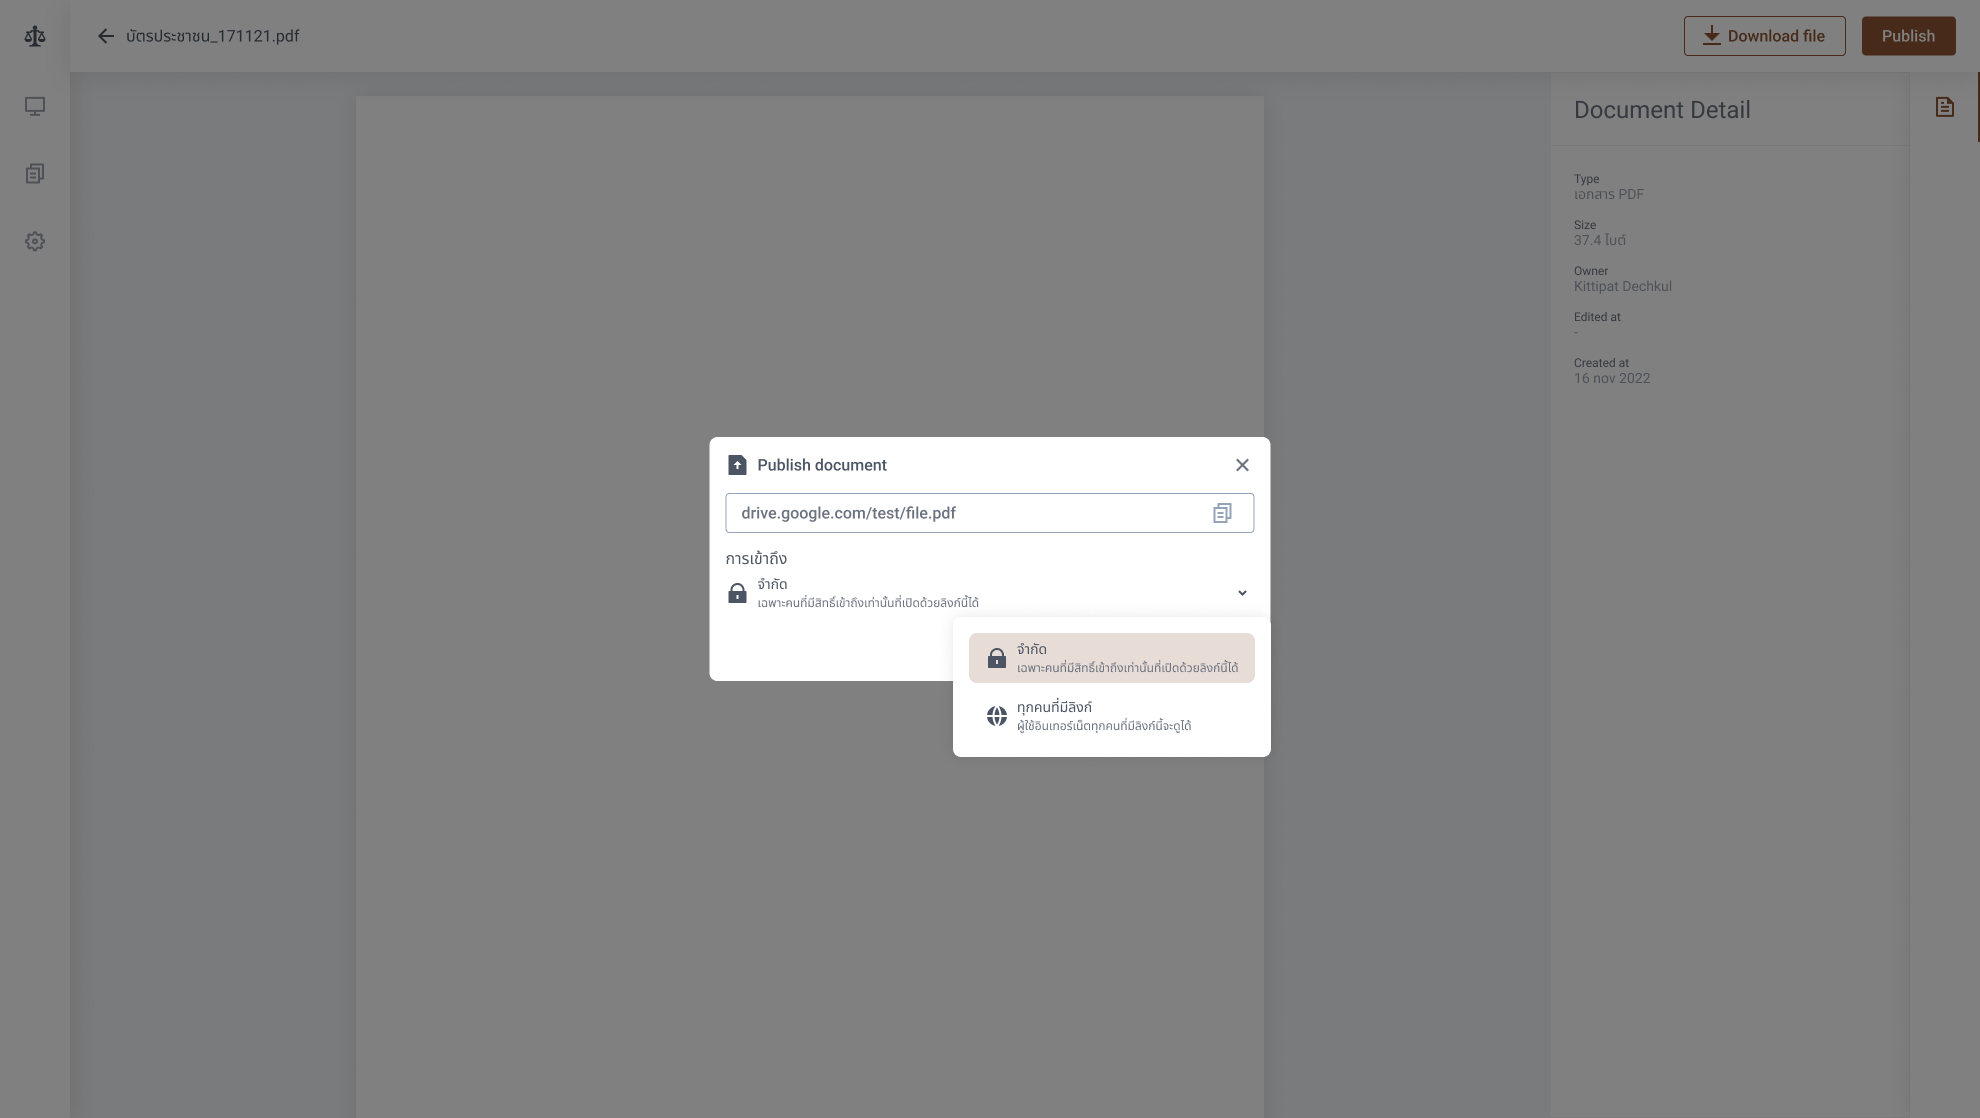 บัตรประชาชน_171121.pdf
Download file
Publish
Document Detail
Type
เอกสาร PDF
Size
37.4 ไบต์
Owner
Kittipat Dechkul
Edited at
-
Created at
16 nov 2022
Publish document
drive.google.com/test/file.pdf
การเข้าถึง
จำกัด
เฉพาะคนที่มีสิทธิ์เข้าถึงเท่านั้นที่เปิดด้วยลิงก์นี้ได้
จำกัด
เฉพาะคนที่มีสิทธิ์เข้าถึงเท่านั้นที่เปิดด้วยลิงก์นี้ได้
ทุกคนที่มีลิงก์
ผู้ใช้อินเทอร์เน็ตทุกคนที่มีลิงก์นี้จะดูได้